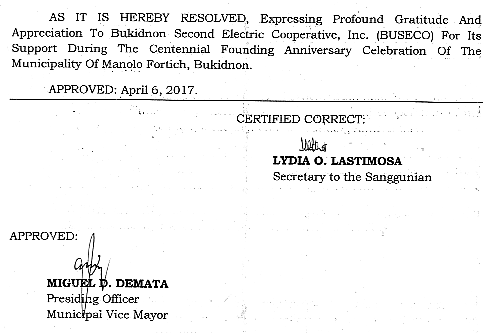 AS IT IS HEREBY RESOLVED, Expressing Profound Gratitude And
Appreciation To Bukidnon Second Electric Cooperative, Inc. (BUSECO) For Its
Support During The Centennial Founding Anniversary Celebration Of The
Municipality Of Manolo Fortich, Bukidnon.
APPROVED: April 6, 2017.
CERTIFIED CORRECT:
LYDIA O. LASTIMOSA
Secretary to the Sanggunian
APPROVED:
MIGUEL D. DEMATA
Presiding Officer
Municipal Vice Mayor